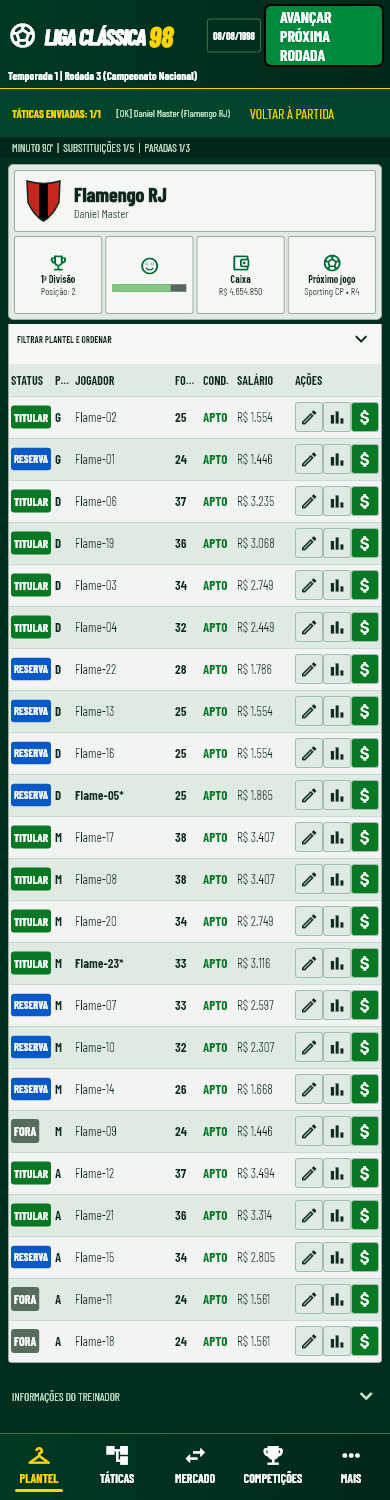 LIGA CLÁSSICA 98
08/08/1998
AVANÇAR
PRÓXIMA
RODADA
Temporada 1 | Rodada 3 (Campeonato Nacional)
TÁTICAS ENVIADAS: 1/1 [OK] Daniel Master (Flamengo RJ) VOLTAR À PARTIDA
MINUTO 90' | SUBSTITUIÇÕES 1/5 | PARADAS 1/3
Flamengo RJ
Daniel Master
1ª Divisão
Posição: 2
Caixa
R$ 4.654.850
Próximo jogo
Sporting CP • R4
FILTRAR PLANTEL E ORDENAR
STATUS P... JOGADOR FO... COND. SALÁRIO AÇÕES
TITULAR G Flame-02 25 APTO R$ 1.554 $
RESERVA G Flame-01 24 APTO R$ 1.446 $
TITULAR D Flame-06 37 APTO R$ 3.235 $
TITULAR D Flame-19 36 APTO R$ 3.068 $
TITULAR D Flame-03 34 APTO R$ 2.749 $
TITULAR D Flame-04 32 APTO R$ 2.449 $
RESERVA D Flame-22 28 APTO R$ 1.786 $
RESERVA D Flame-13 25 APTO R$ 1.554 $
RESERVA D Flame-16 25 APTO R$ 1.554 $
RESERVA D Flame-05* 25 APTO R$ 1.865 $
TITULAR M Flame-17 38 APTO R$ 3.407 $
TITULAR M Flame-08 38 APTO R$ 3.407 $
TITULAR M Flame-20 34 APTO R$ 2.749 $
TITULAR M Flame-23* 33 APTO R$ 3.116 $
RESERVA M Flame-07 33 APTO R$ 2.597 $
RESERVA M Flame-10 32 APTO R$ 2.307 $
RESERVA M Flame-14 26 APTO R$ 1.668 $
FORA M Flame-09 24 APTO R$ 1.446 $
TITULAR A Flame-12 37 APTO R$ 3.494 $
TITULAR A Flame-21 36 APTO R$ 3.314 $
RESERVA A Flame-15 34 APTO R$ 2.805 $
FORA A Flame-11 24 APTO R$ 1.561 $
FORA A Flame-18 24 APTO R$ 1.561 $
INFORMAÇÕES DO TREINADOR
PLANTEL TÁTICAS MERCADO COMPETIÇÕES MAIS